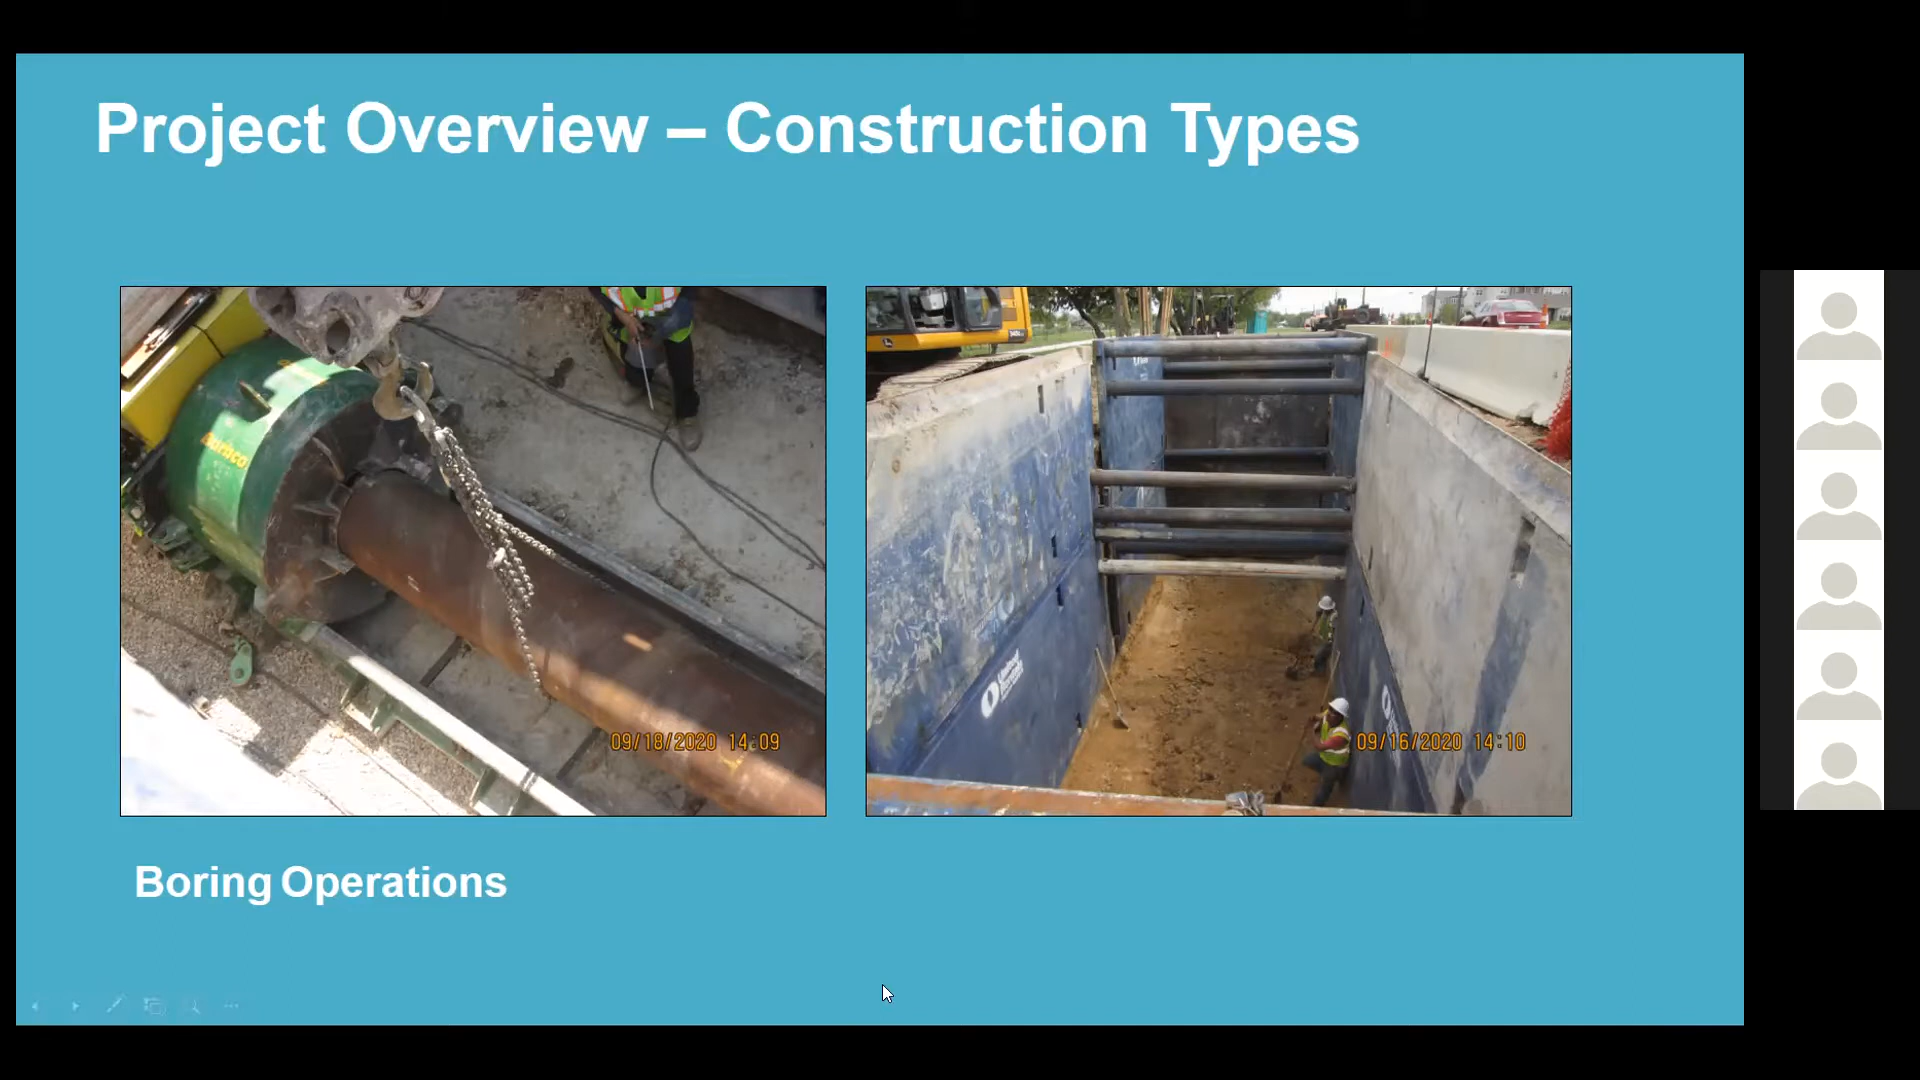 Project Overview – Construction Types
09/18/2020 14:09
09/16/2020 14:10
Boring Operations